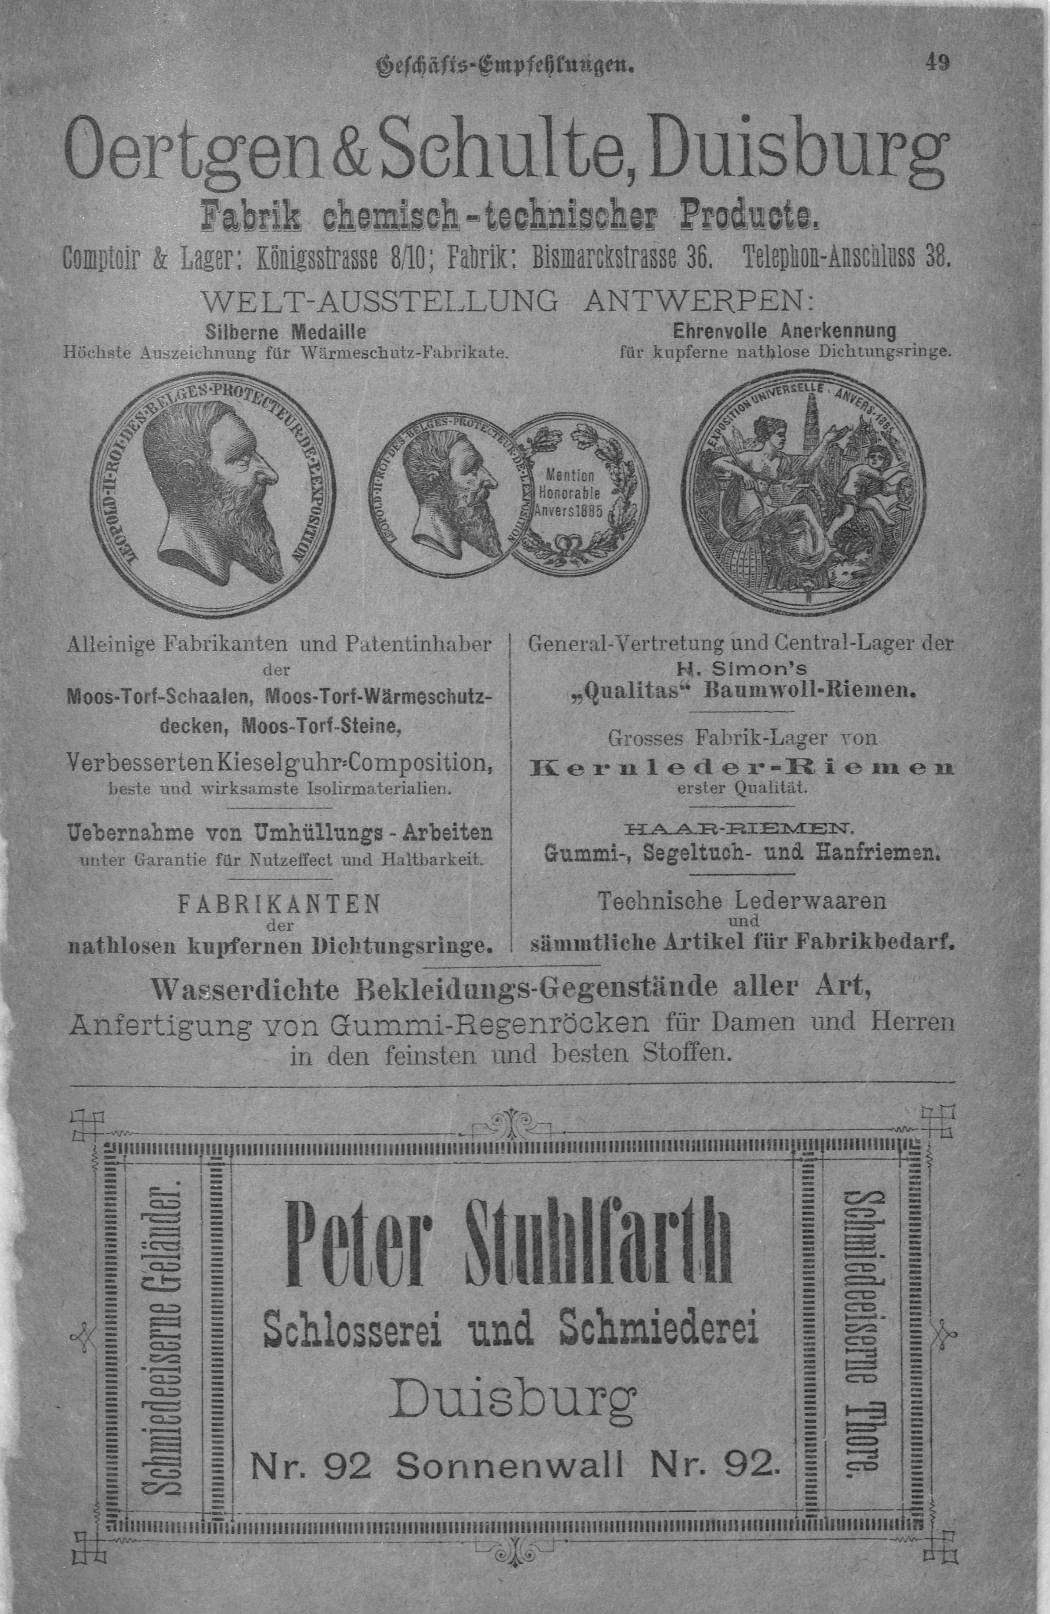 Geschäfts-Empfehlungen. 49
Oertgen & Schulte, Duisburg
Fabrik chemisch-technischer Producte.
Comptoir & Lager: Königsstrasse 8/10; Fabrik: Bismarckstrasse 36. Telephon-Anschluss 38.
WELT-AUSSTELLUNG ANTWERPEN:
Silberne Medaille
Höchste Auszeichnung für Wärmeschutz-Fabrikate.
Ehrenvolle Anerkennung
für kupferne nathlose Dichtungsringe.
LEOPOLD·II·ROI·DES·BELGES·PROTECTEUR·DE·L'EXPOSITION
LEOPOLD·II·ROI·DES·BELGES·PROTECTEUR·DE·L'EXPOSITION
Mention
Honorable
Anvers 1885
EXPOSITION UNIVERSELLE · ANVERS·1885
Alleinige Fabrikanten und Patentinhaber
der
Moos-Torf-Schaalen, Moos-Torf-Wärmeschutz-
decken, Moos-Torf-Steine,
Verbesserten Kieselguhr-Composition,
beste und wirksamste Isolirmaterialien.
Uebernahme von Umhüllungs-Arbeiten
unter Garantie für Nutzeffect und Haltbarkeit.
FABRIKANTEN
der
nathlosen kupfernen Dichtungsringe.
General-Vertretung und Central-Lager der
H. Simon's
„Qualitas“ Baumwoll-Riemen.
Grosses Fabrik-Lager von
Kernleder-Riemen
erster Qualität.
HAAR-RIEMEN.
Gummi-, Segeltuch- und Hanfriemen.
Technische Lederwaaren
und
sämmtliche Artikel für Fabrikbedarf.
Wasserdichte Bekleidungs-Gegenstände aller Art,
Anfertigung von Gummi-Regenröcken für Damen und Herren
in den feinsten und besten Stoffen.
Schmiedeeiserne Geländer.
Peter Stuhlfarth
Schlosserei und Schmiederei
Duisburg
Nr. 92 Sonnenwall Nr. 92.
Schmiedeeiserne Thore.